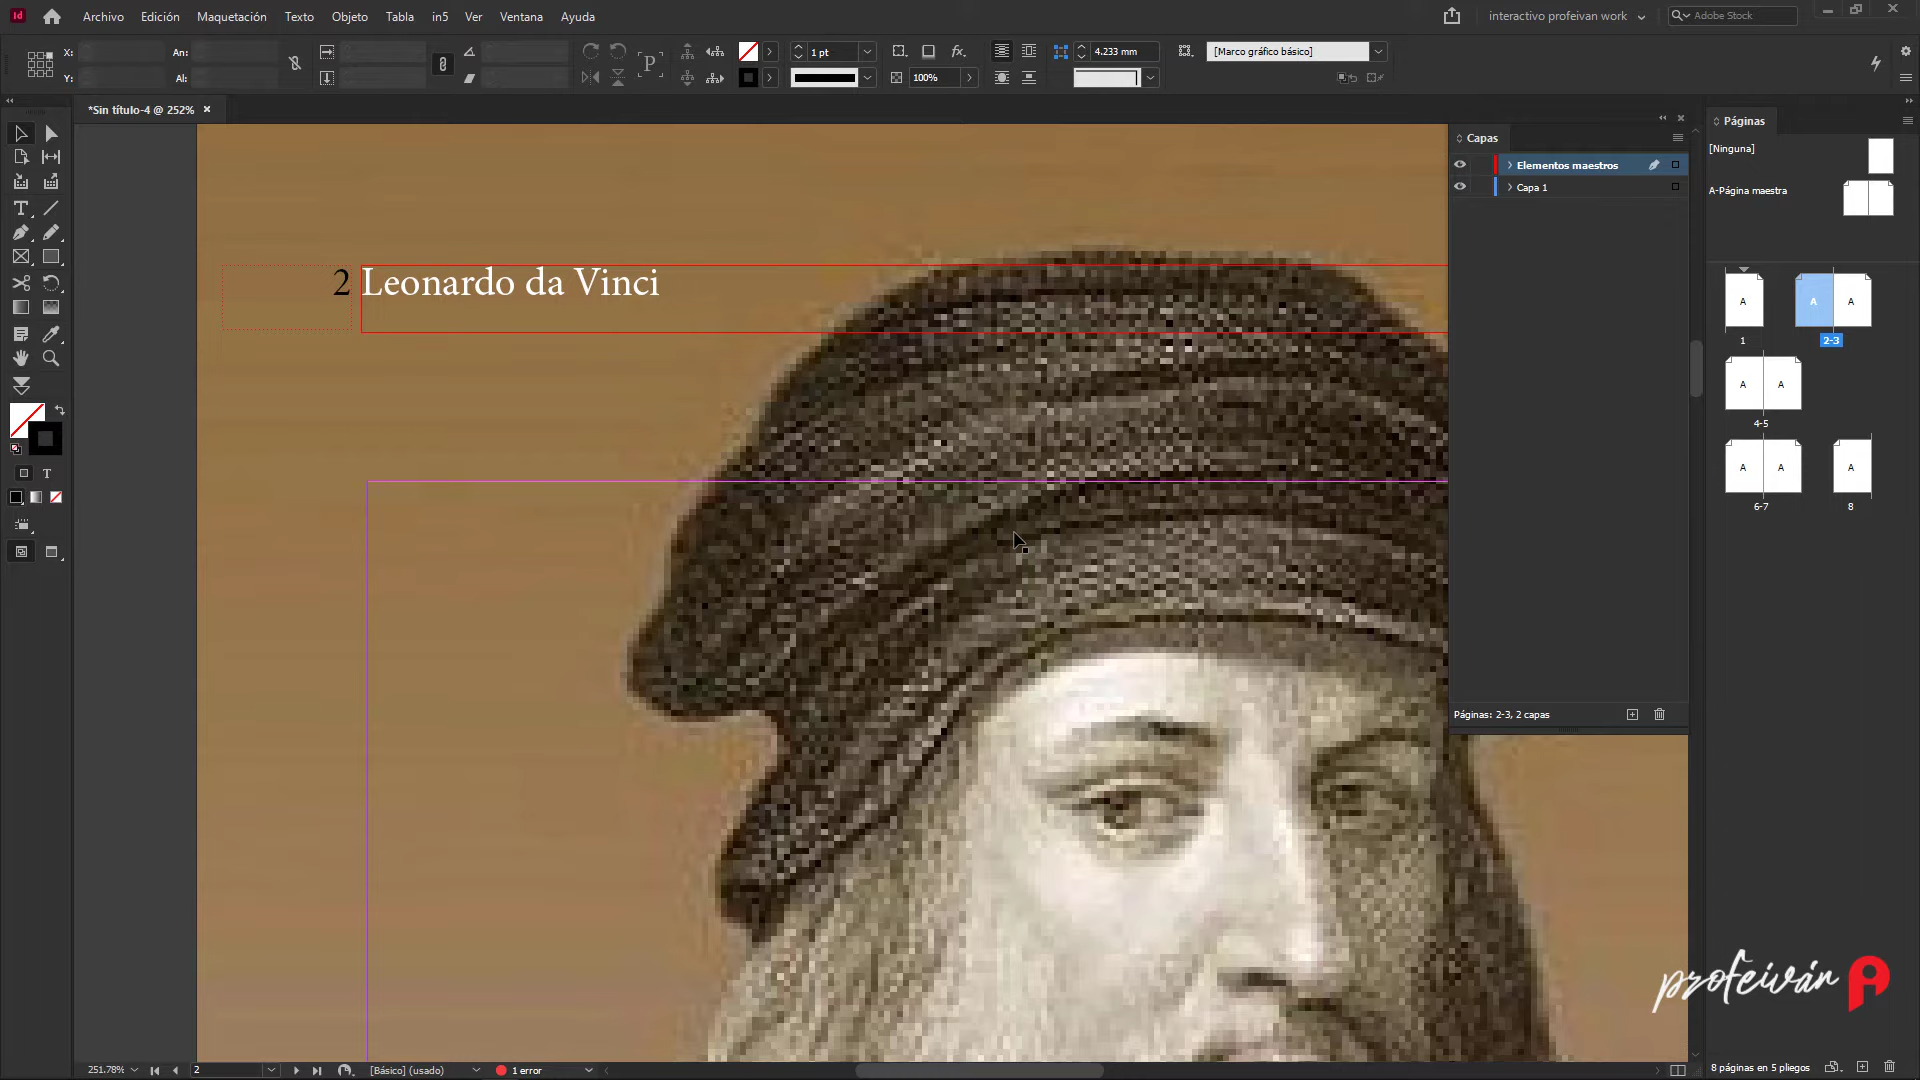 Archivo Edición Maquetación Texto Objeto Tabla in5 Ver Ventana Ayuda
interactivo profeivan work
Adobe Stock
X: An: 1 pt 4.233 mm [Marco gráfico básico]
Y: Al: 100%
*Sin título-4 @ 252%
Capas
Elementos maestros
Capa 1
Páginas: 2-3, 2 capas
Páginas
[Ninguna]
A-Página maestra
A A A
1 2-3
A A
4-5
A A A
6-7 8
2 Leonardo da Vinci
profeiván
251.78% 2 [Básico] (usado) 1 error
8 páginas en 5 pliegos